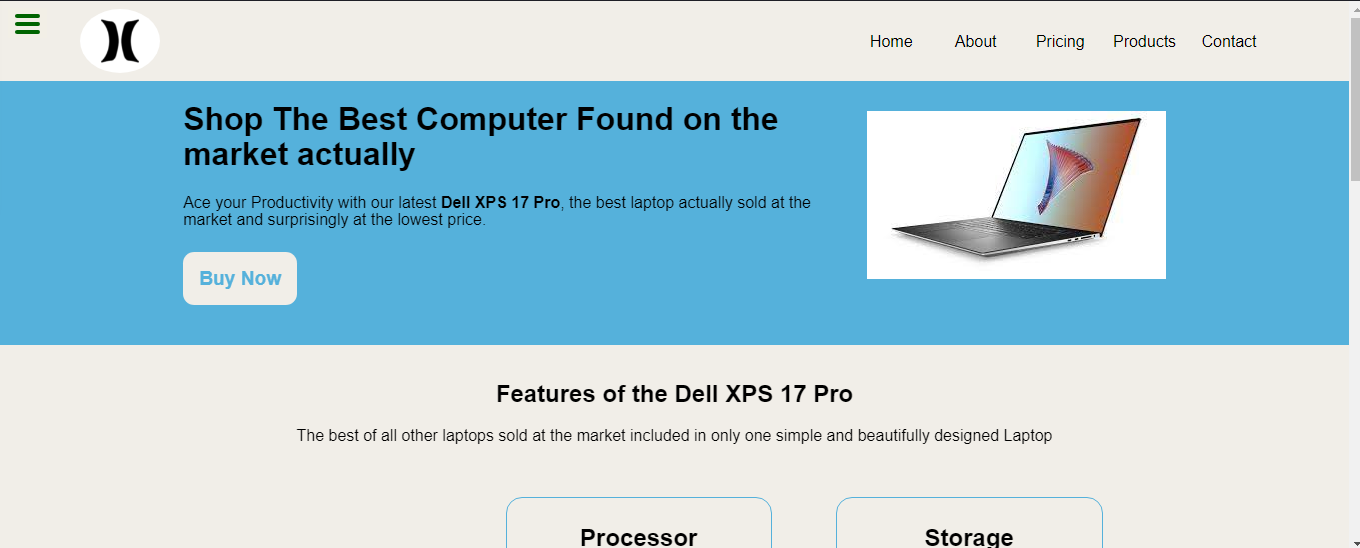 Home About Pricing Products Contact
Shop The Best Computer Found on the
market actually
Ace your Productivity with our latest Dell XPS 17 Pro, the best laptop actually sold at the
market and surprisingly at the lowest price.
Buy Now
Features of the Dell XPS 17 Pro
The best of all other laptops sold at the market included in only one simple and beautifully designed Laptop
Processor
Storage